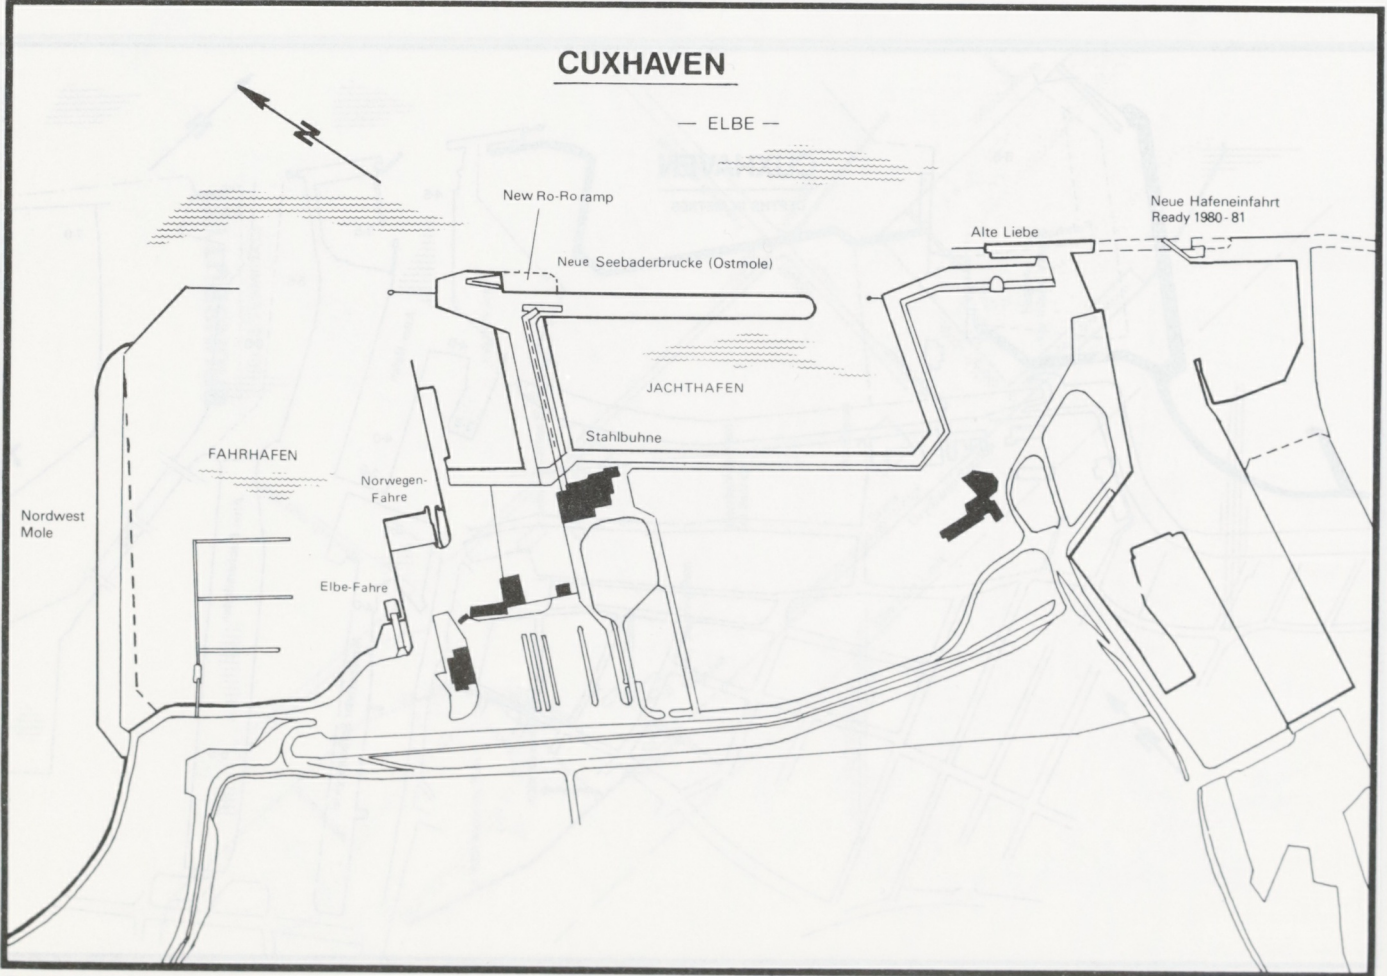 CUXHAVEN
N
— ELBE —
New Ro-Ro ramp
Neue Seebaderbrucke (Ostmole)
Alte Liebe
Neue Hafeneinfahrt
Ready 1980-81
JACHTHAFEN
Stahlbuhne
FAHRHAFEN
Norwegen-
Fahre
Nordwest
Mole
Elbe-Fahre